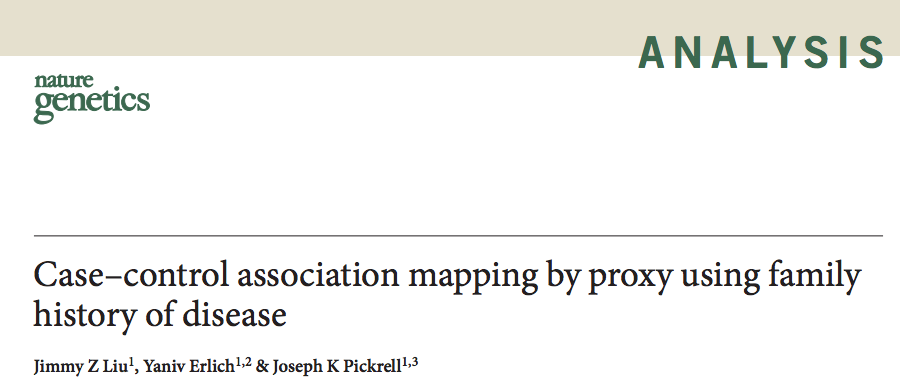 ANALYSIS
nature
genetics
Case–control association mapping by proxy using family
history of disease
Jimmy Z Liu1, Yaniv Erlich1,2 & Joseph K Pickrell1,3